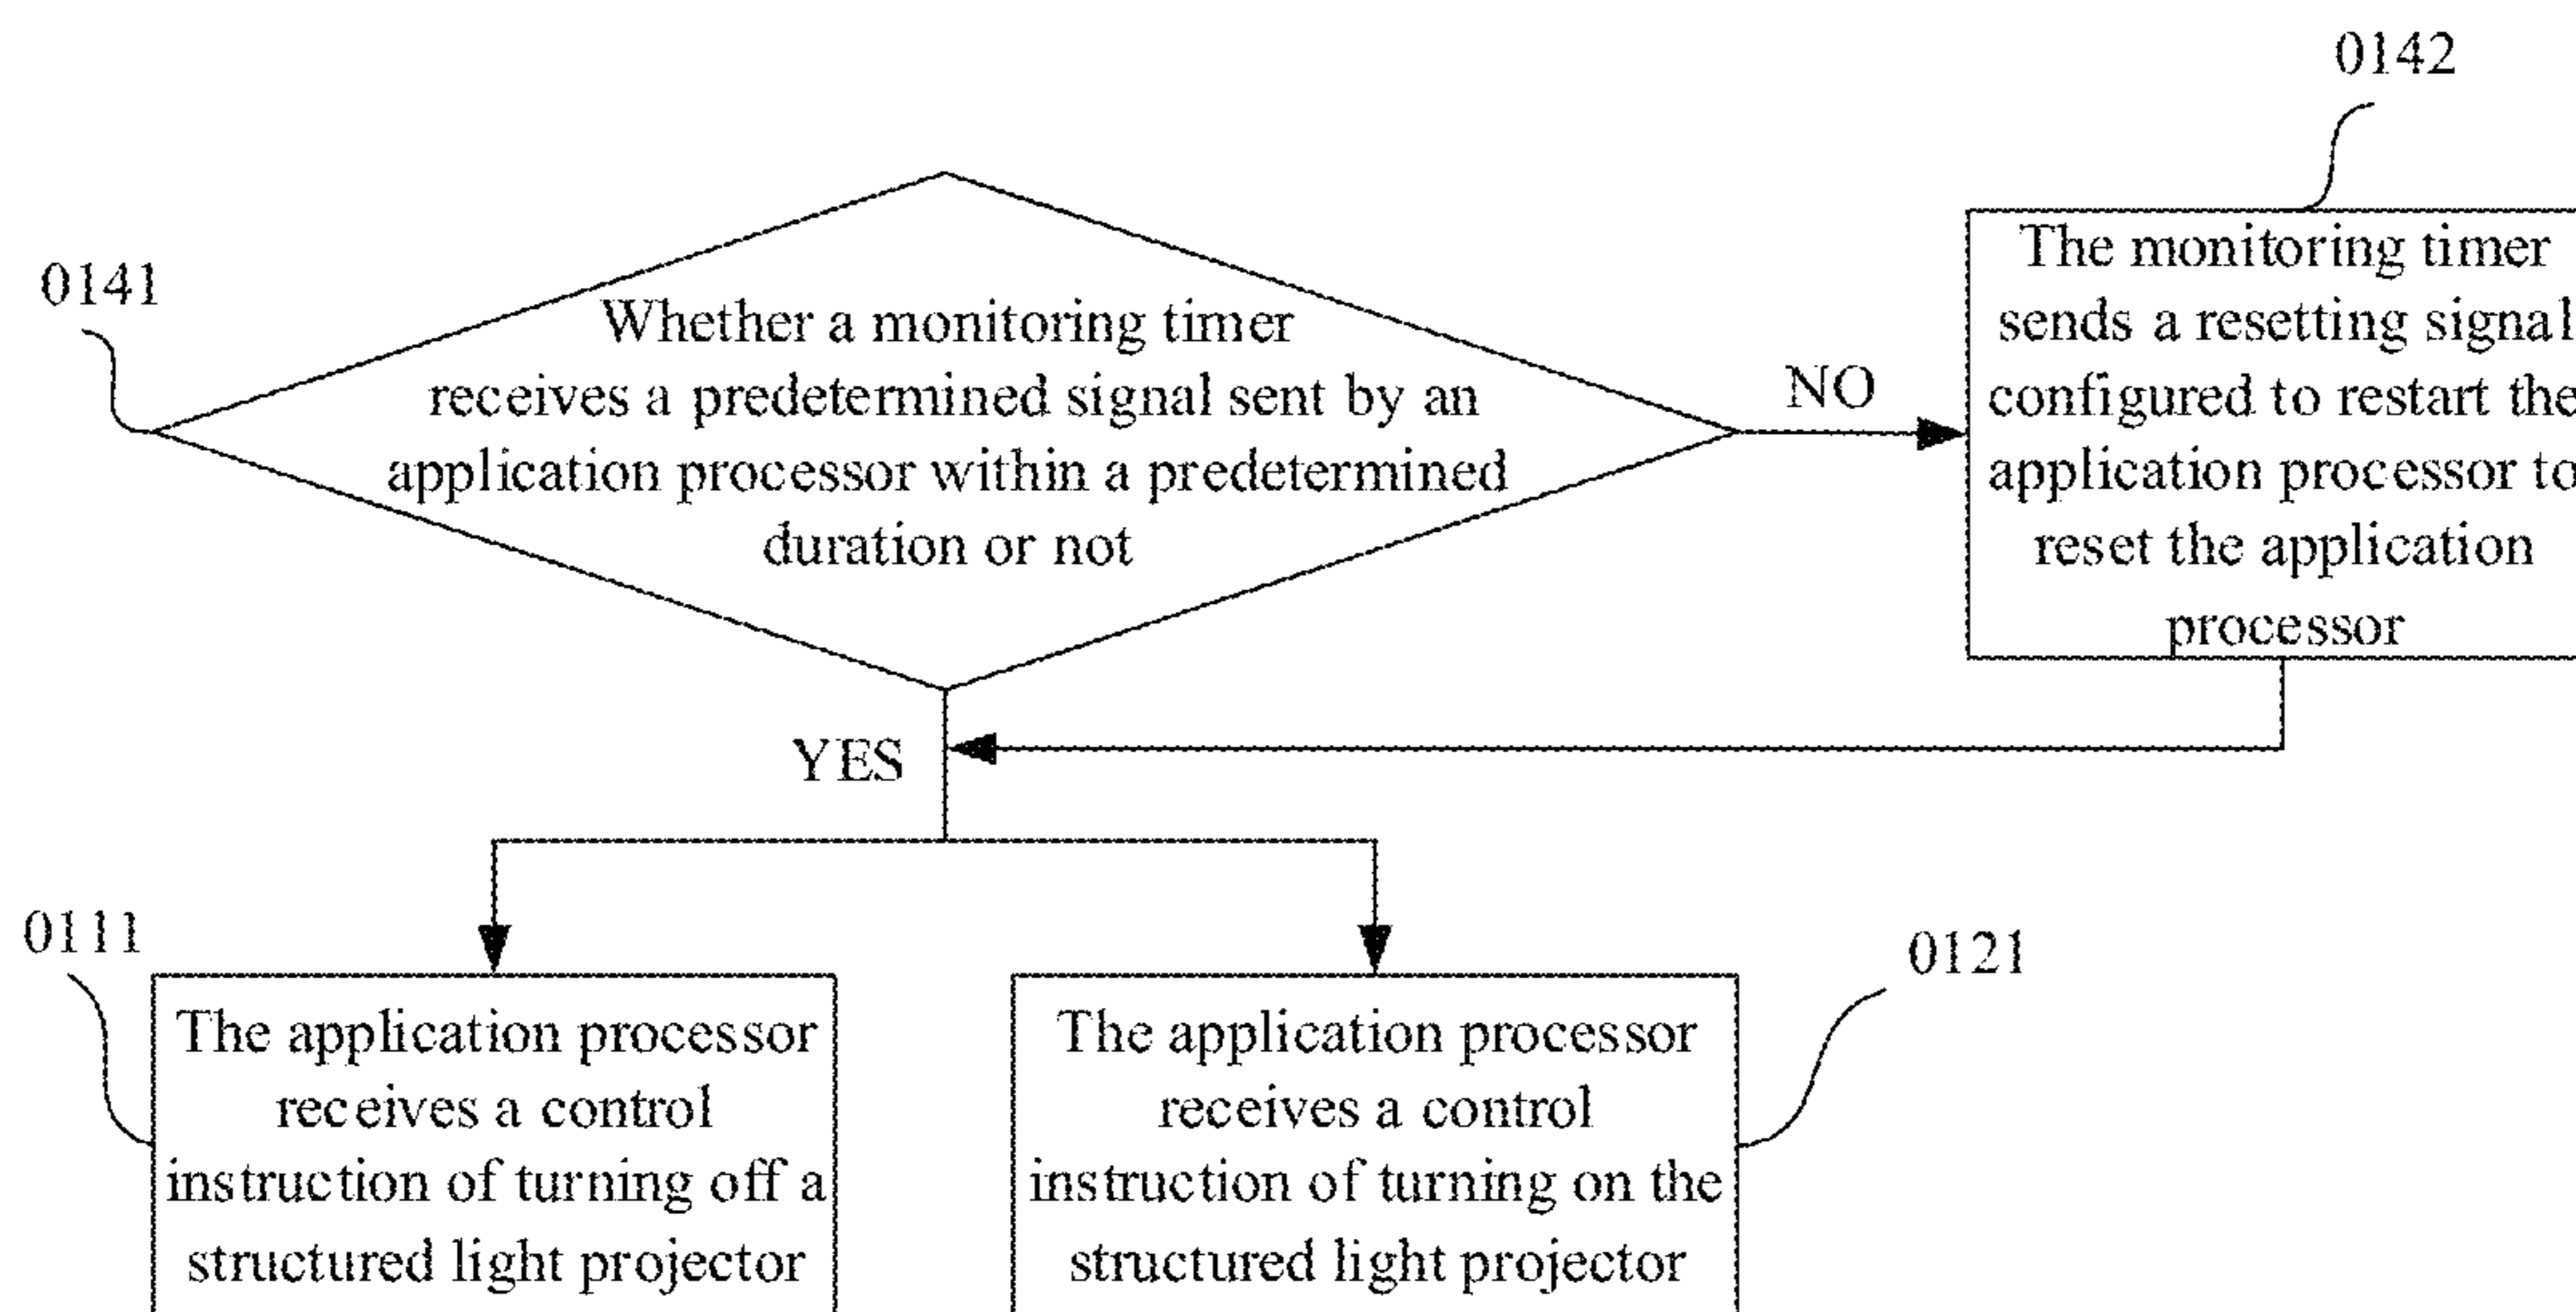 0142
0141
Whether a monitoring timer
receives a predetermined signal sent by an
application processor within a predetermined
duration or not
NO
The monitoring timer
sends a resetting signal
configured to restart the
application processor to
reset the application
processor
YES
0111
0121
The application processor
receives a control
instruction of turning off a
structured light projector
The application processor
receives a control
instruction of turning on the
structured light projector